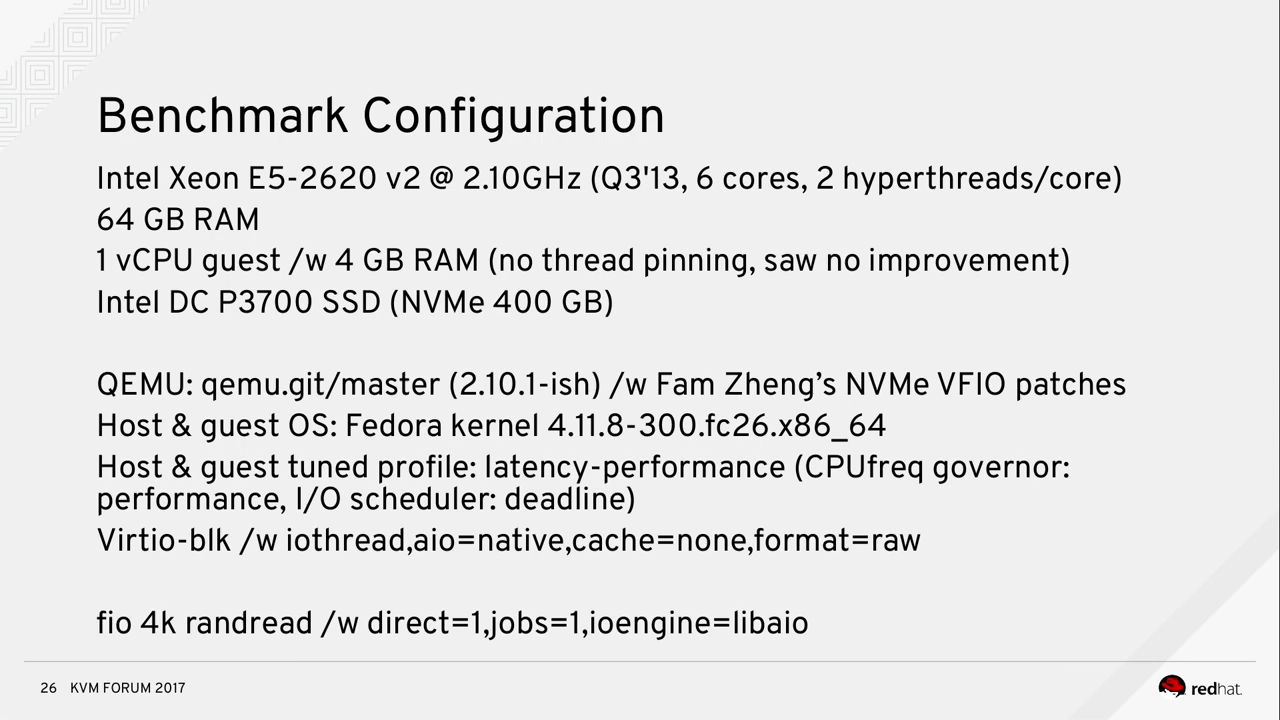 Benchmark Configuration
Intel Xeon E5-2620 v2 @ 2.10GHz (Q3'13, 6 cores, 2 hyperthreads/core)
64 GB RAM
1 vCPU guest /w 4 GB RAM (no thread pinning, saw no improvement)
Intel DC P3700 SSD (NVMe 400 GB)
QEMU: qemu.git/master (2.10.1-ish) /w Fam Zheng’s NVMe VFIO patches
Host & guest OS: Fedora kernel 4.11.8-300.fc26.x86_64
Host & guest tuned profile: latency-performance (CPUfreq governor:
performance, I/O scheduler: deadline)
Virtio-blk /w iothread,aio=native,cache=none,format=raw
fio 4k randread /w direct=1,jobs=1,ioengine=libaio
26 KVM FORUM 2017
redhat.